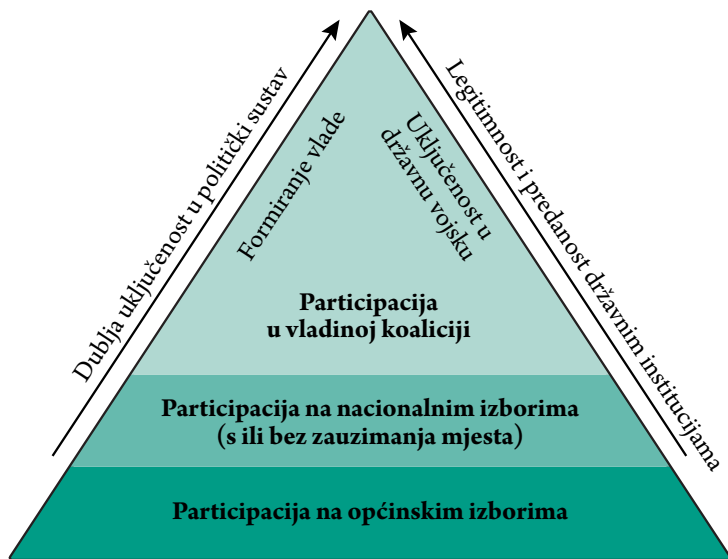 Dublja uključenost u politički sustav
Legitimnost i predanost državnim institucijama
Formiranje vlade
Uključenost u
državnu vojsku
Participacija
u vladinoj koaliciji
Participacija na nacionalnim izborima
(s ili bez zauzimanja mjesta)
Participacija na općinskim izborima